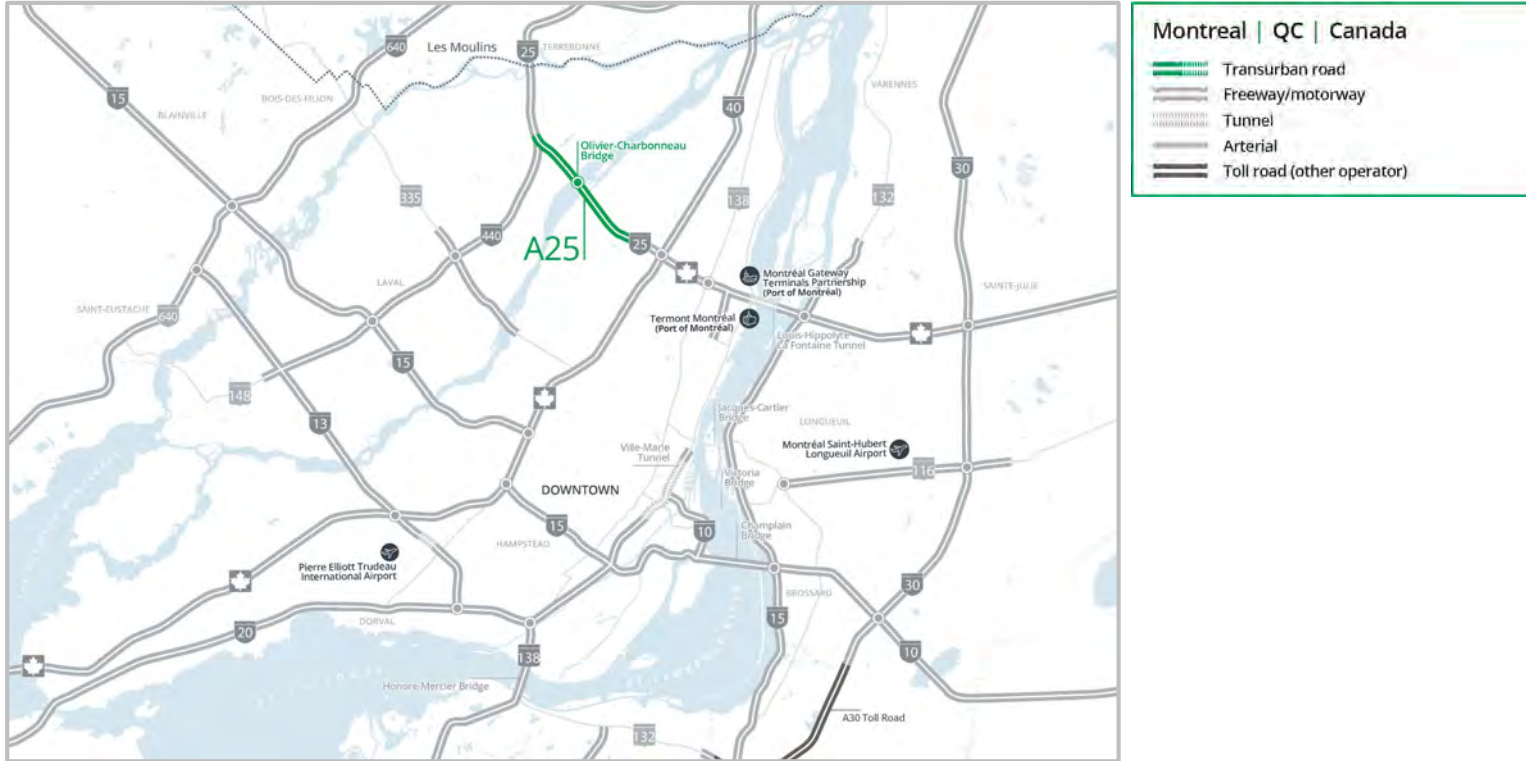 Montreal | QC | Canada
Transurban road
Freeway/motorway
Tunnel
Arterial
Toll road (other operator)
640
Les Moulins
25
TERREBONNE
VARENNES
15
BOIS-DES-FILION
40
BLAINVILLE
Olivier-Charbonneau
Bridge
30
335
138
132
440
A25
25
LAVAL
Montréal Gateway
Terminals Partnership
(Port of Montréal)
SAINTE-JULIE
SAINT-EUSTACHE
640
Termont Montréal
(Port of Montréal)
Louis-Hippolyte
La Fontaine Tunnel
15
148
13
Jacques-Cartier
Bridge
LONGUEUIL
Ville-Marie
Tunnel
Montréal Saint-Hubert
Longueuil Airport
116
Victoria
Bridge
DOWNTOWN
15
10
Champlain
Bridge
HAMPSTEAD
Pierre Elliott Trudeau
International Airport
30
BROSSARD
20
DORVAL
15
10
138
Honore-Mercier Bridge
A30 Toll Road
132